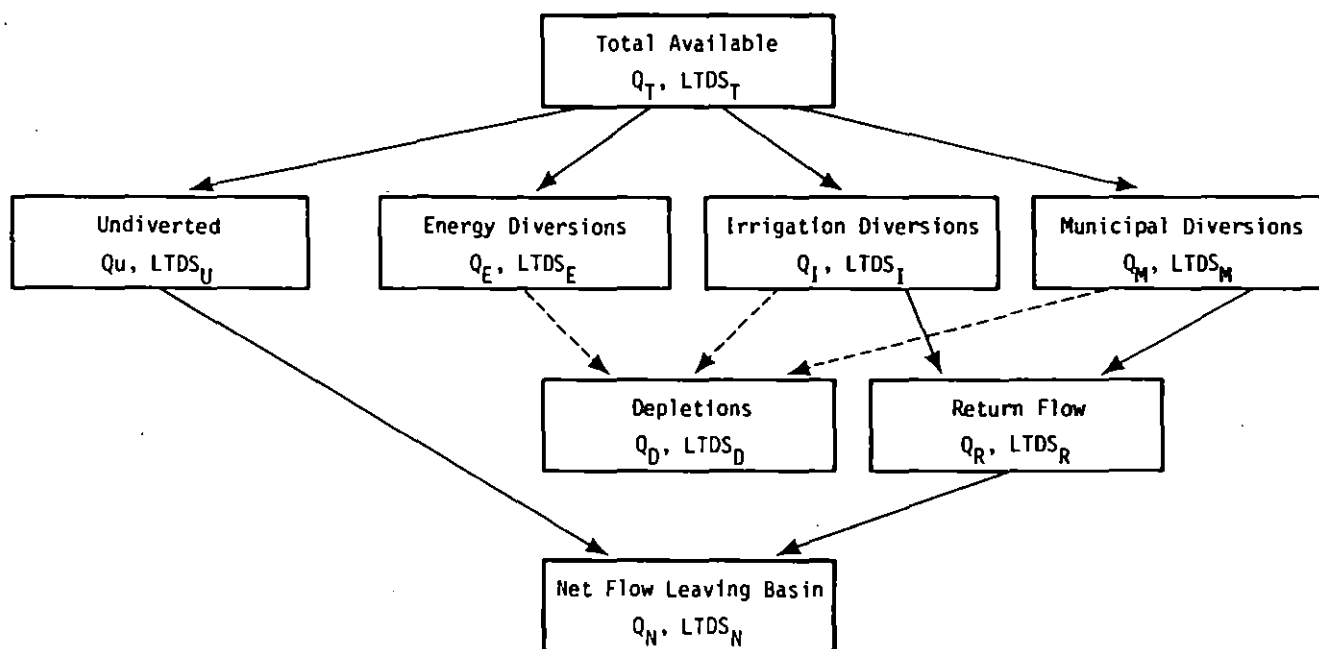 Total Available
Q_T, LTDS_T
Undiverted
Qu, LTDS_U
Energy Diversions
Q_E, LTDS_E
Irrigation Diversions
Q_I, LTDS_I
Municipal Diversions
Q_M, LTDS_M
Depletions
Q_D, LTDS_D
Return Flow
Q_R, LTDS_R
Net Flow Leaving Basin
Q_N, LTDS_N